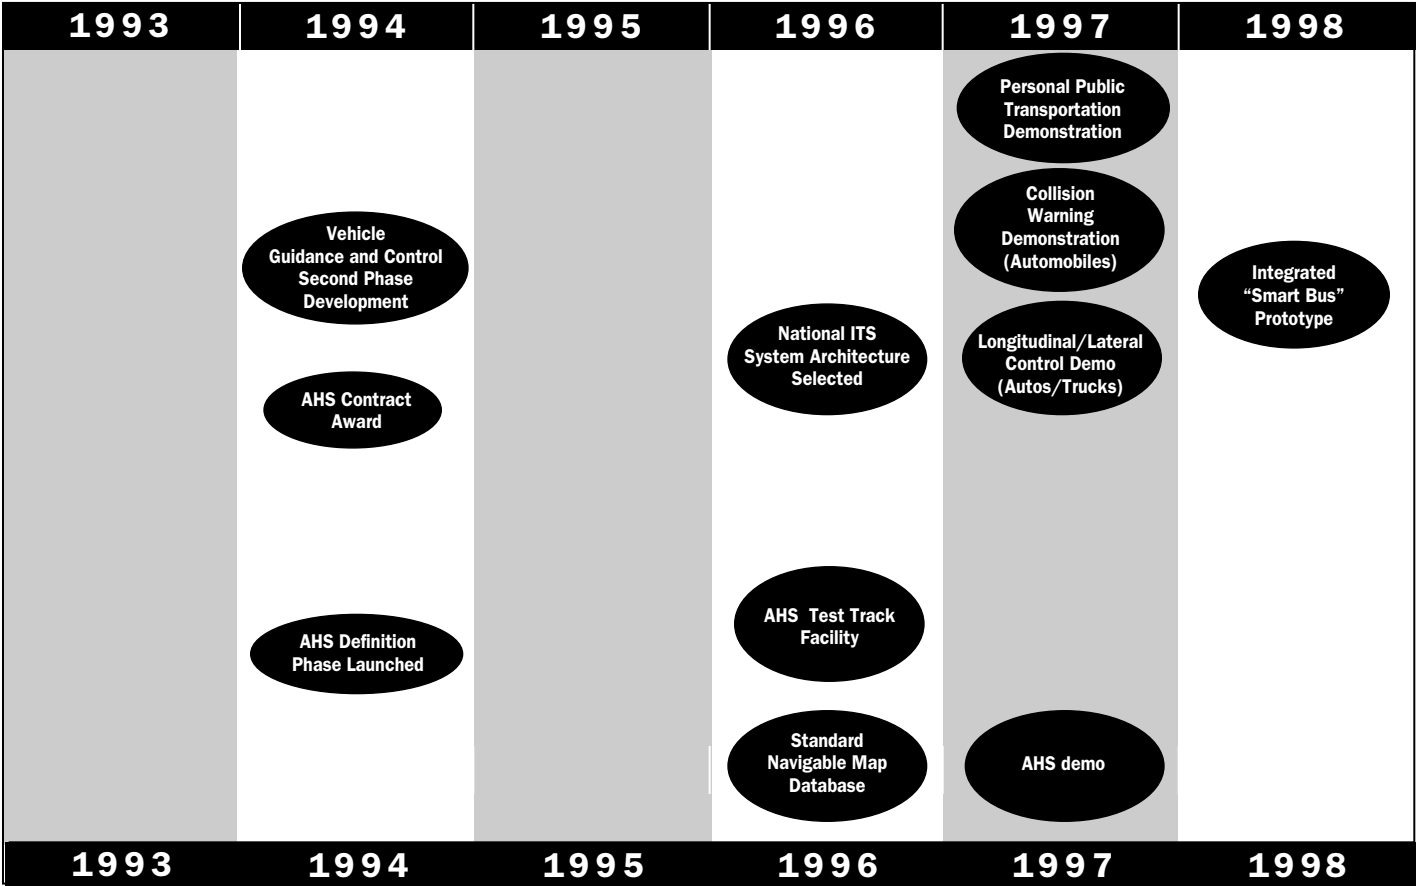 1993 1994 1995 1996 1997 1998
Personal Public
Transportation
Demonstration
Collision
Warning
Demonstration
(Automobiles)
Vehicle
Guidance and Control
Second Phase
Development
Integrated
“Smart Bus”
Prototype
National ITS
System Architecture
Selected
Longitudinal/Lateral
Control Demo
(Autos/Trucks)
AHS Contract
Award
AHS Test Track
Facility
AHS Definition
Phase Launched
Standard
Navigable Map
Database
AHS demo
1993 1994 1995 1996 1997 1998